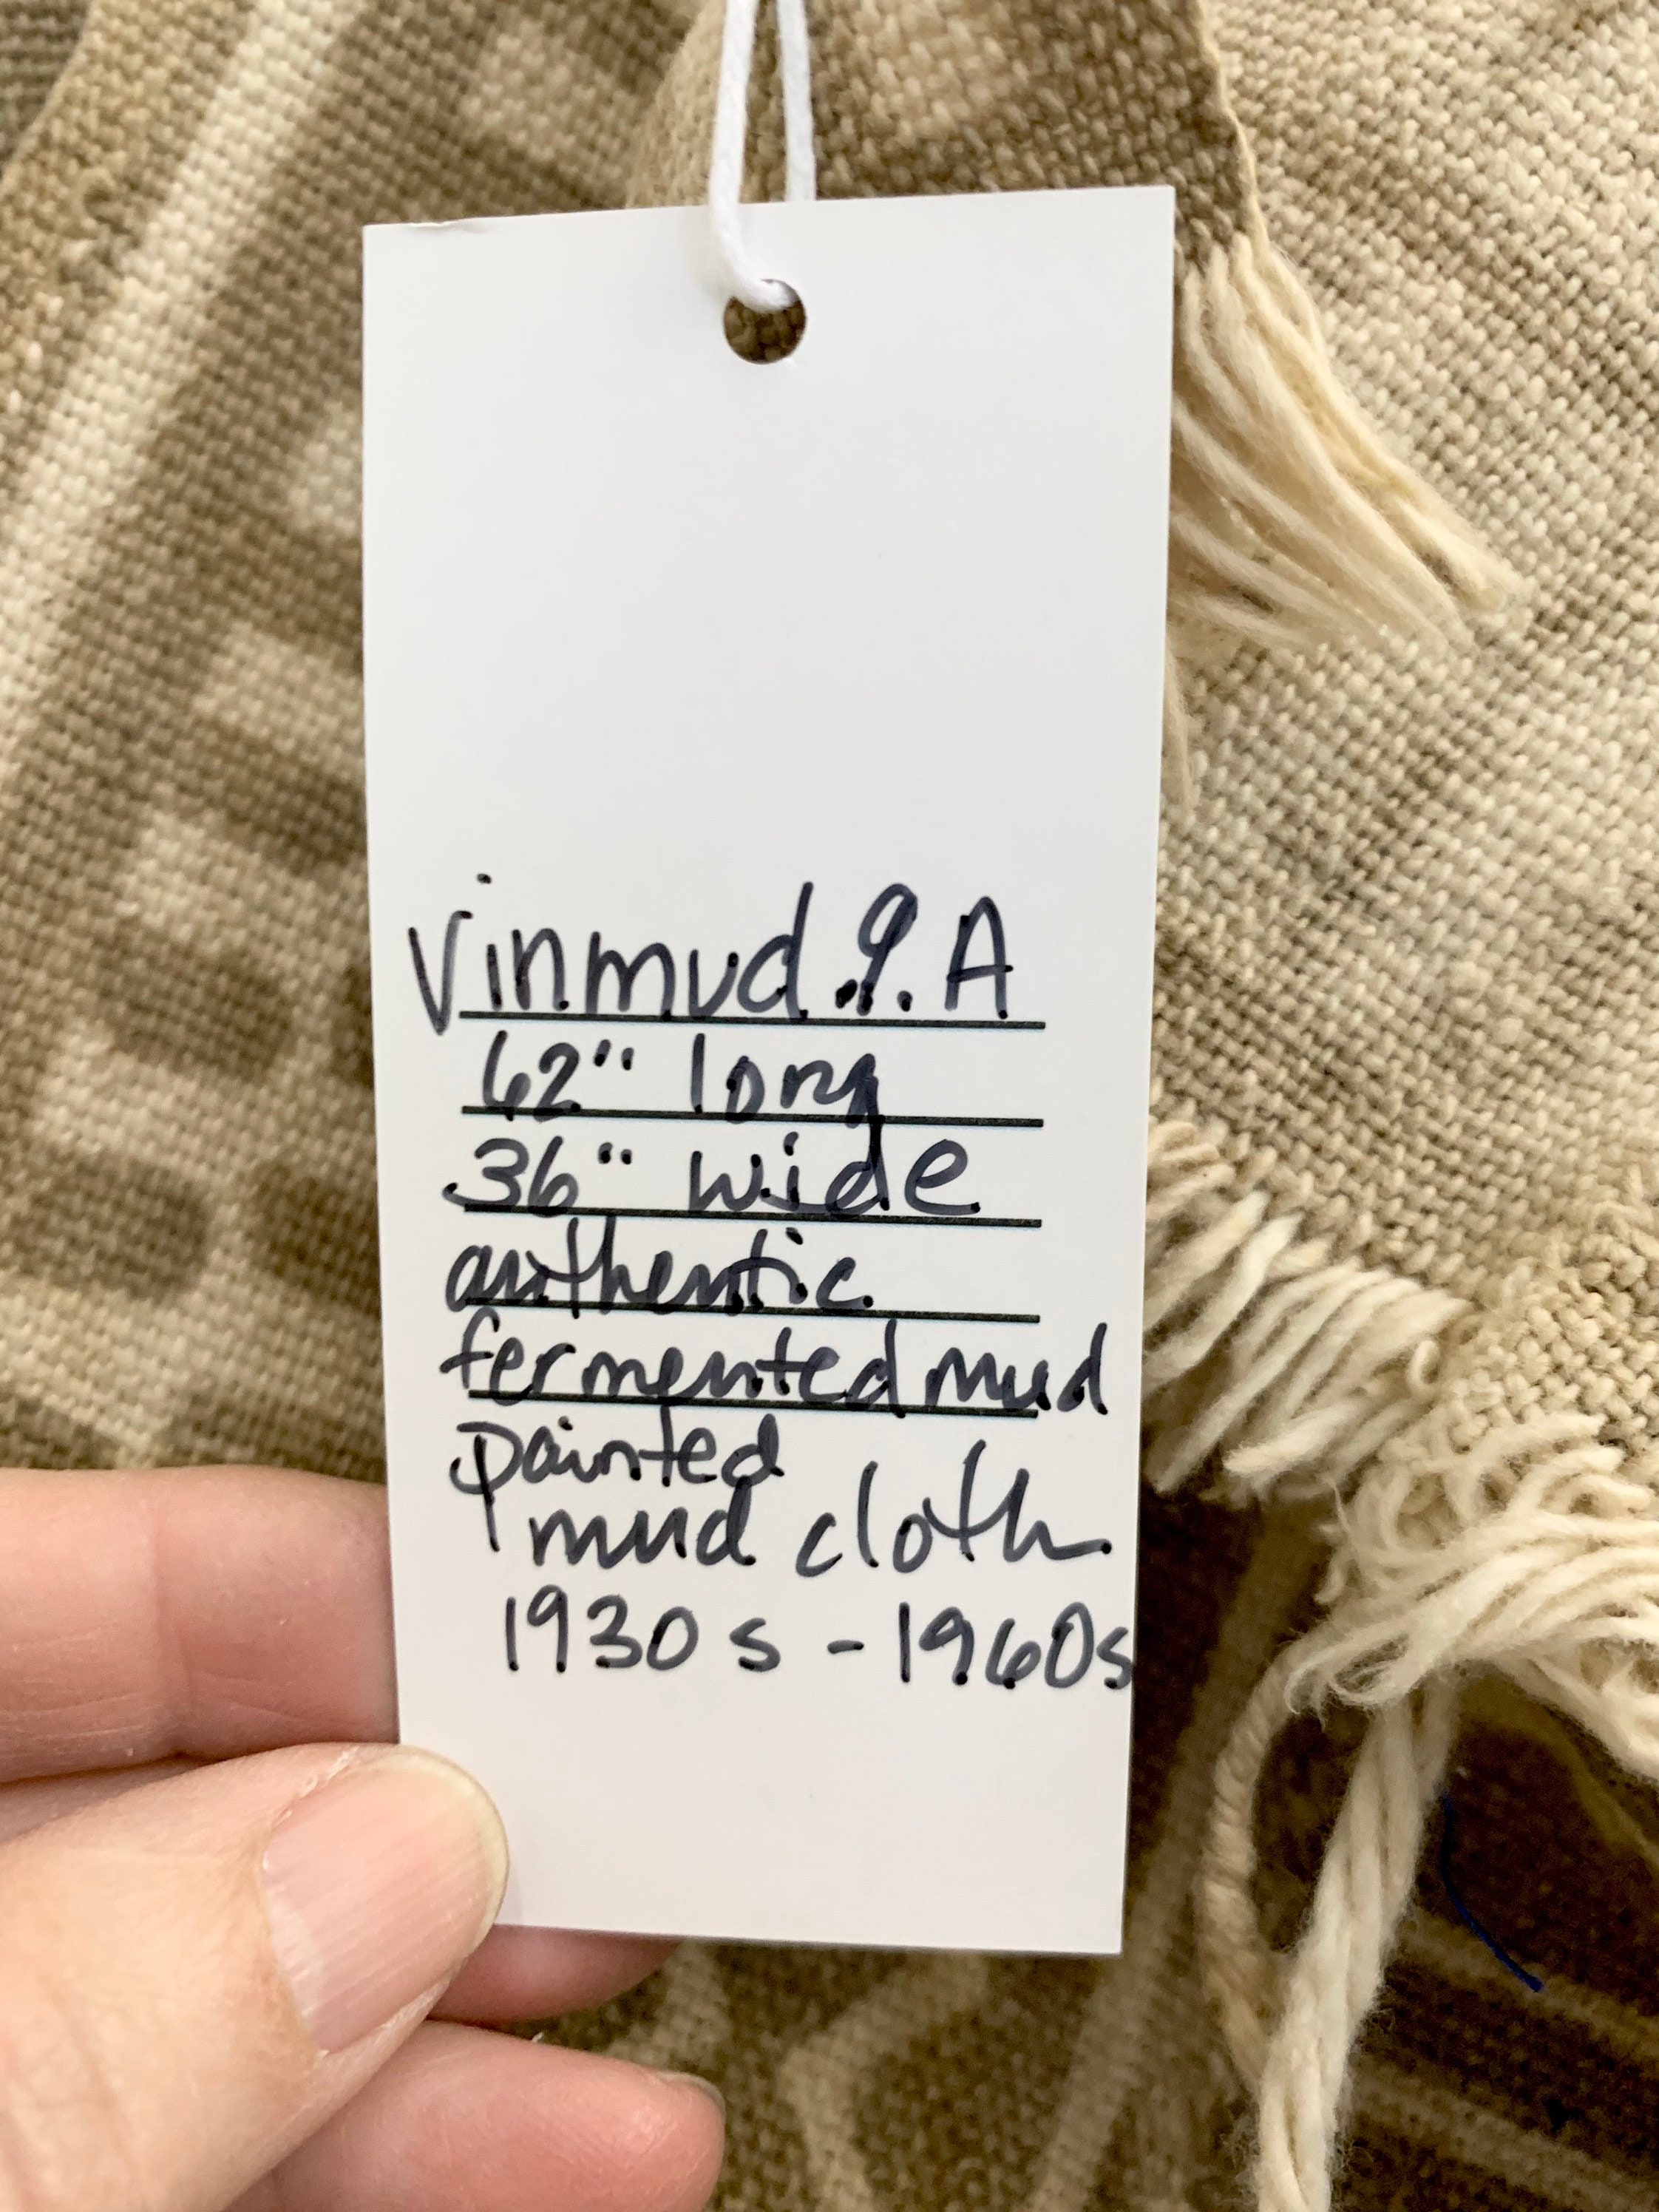 Vinmud.9.A
62" long
36" wide
authentic
fermented mud
painted
mud cloth
1930s - 1960s